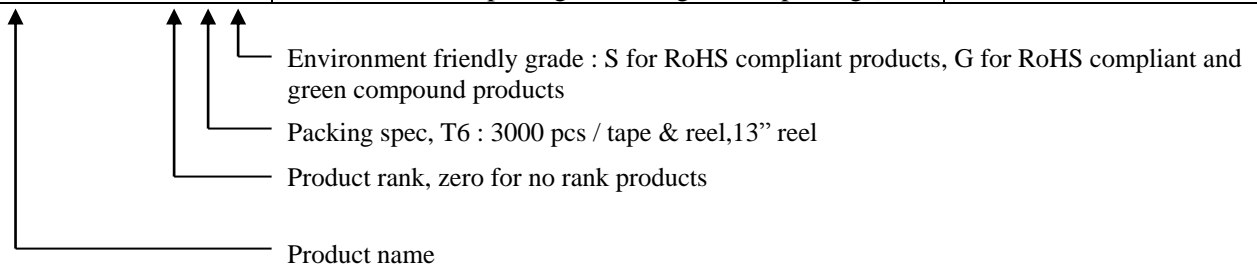 Environment friendly grade : S for RoHS compliant products, G for RoHS compliant and
green compound products
Packing spec, T6 : 3000 pcs / tape & reel,13” reel
Product rank, zero for no rank products
Product name